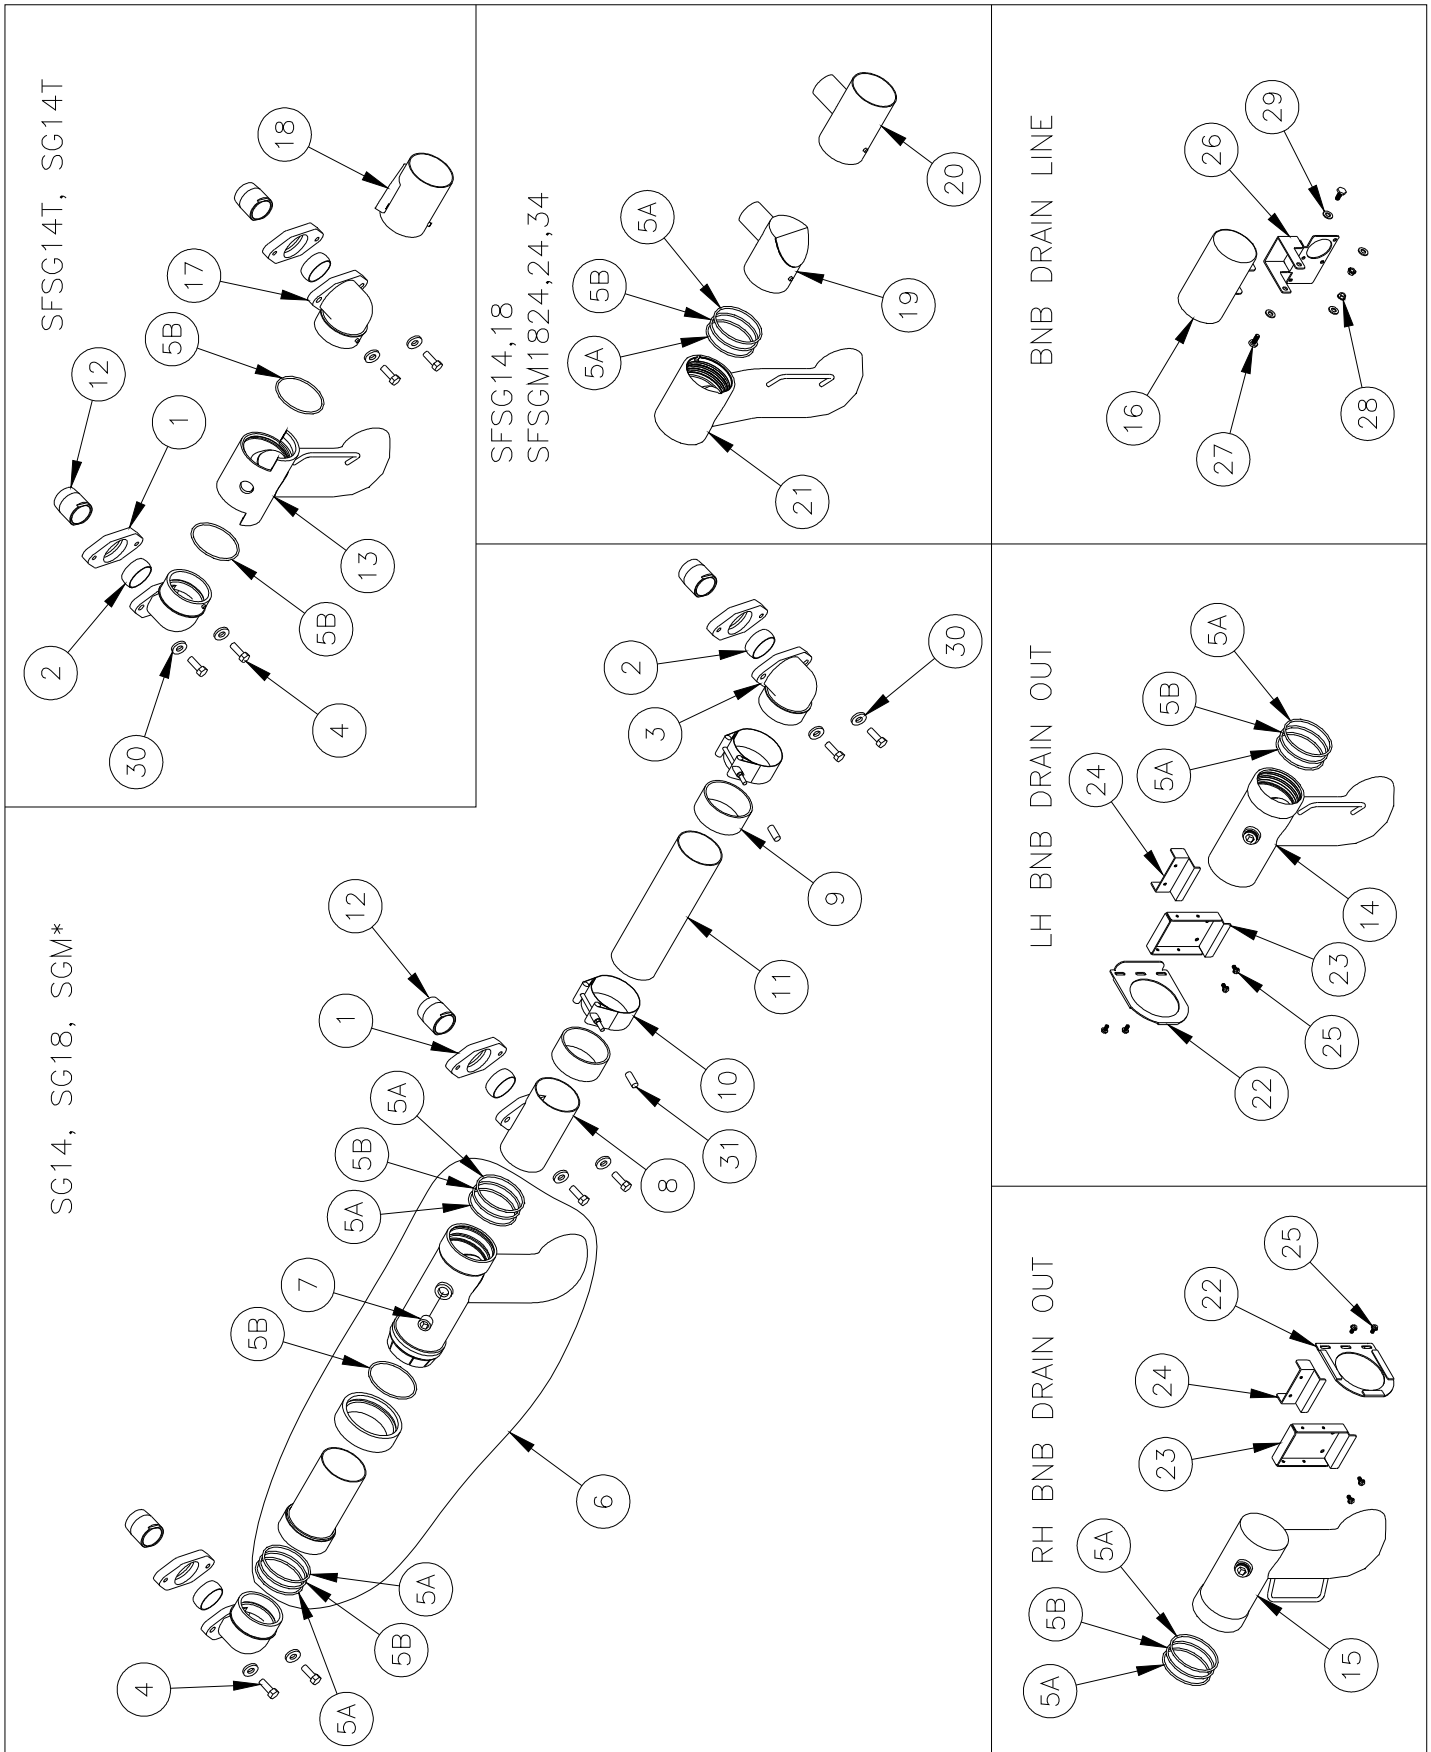 SG14, SG18, SGM*
4
5A
5B
5A
6
5B
7
5A
5B
5A
1
12
8
31
10
11
9
3
2
30
SFSG14T, SG14T
30
2
4
12
1
5B
13
5B
17
18
SFSG14,18
SFSGM1824,24,34
21
5A
5B
5A
19
20
RH BNB DRAIN OUT
5A
5B
5A
15
23
24
22
25
LH BNB DRAIN OUT
22
25
23
24
14
5A
5B
5A
BNB DRAIN LINE
27
16
28
26
29